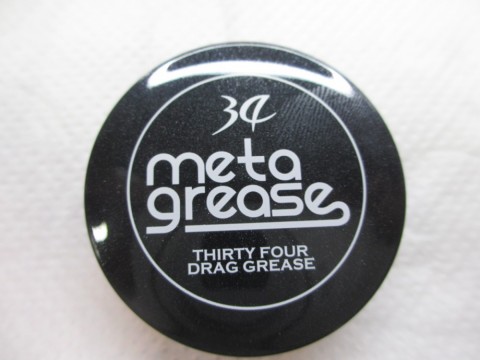 34
meta
grease
THIRTY FOUR
DRAG GREASE